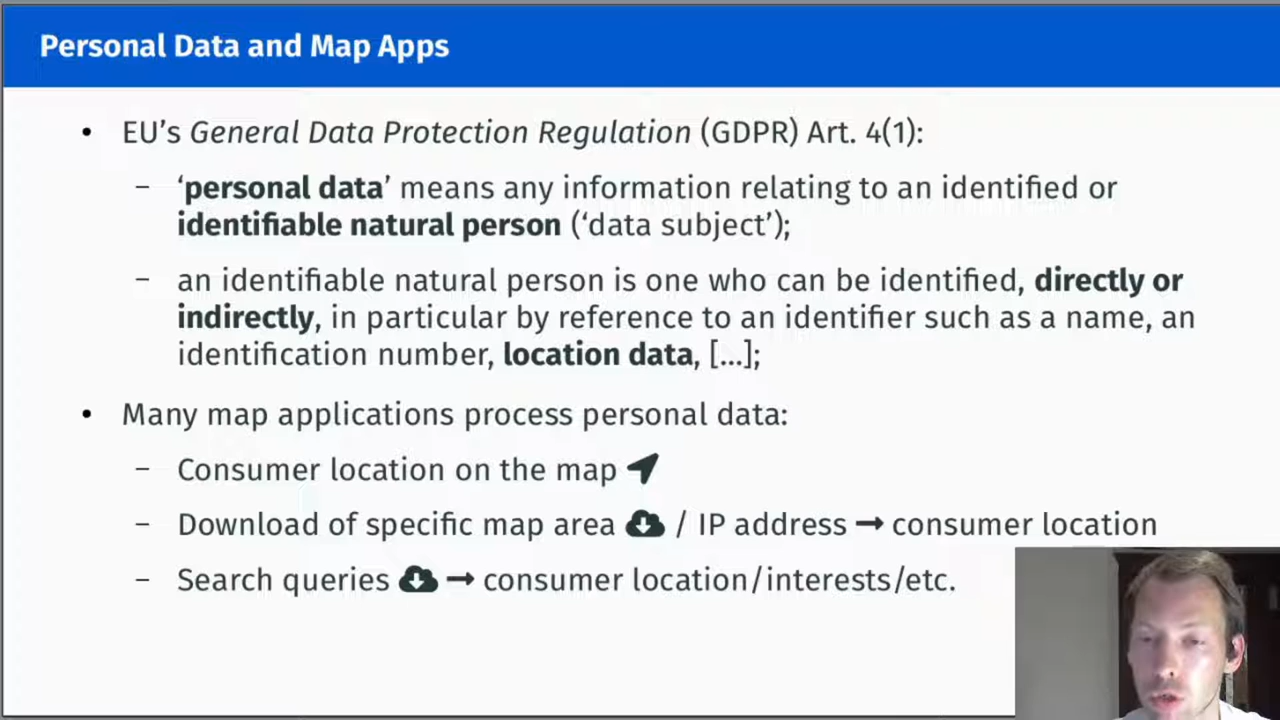 Personal Data and Map Apps
• EU's General Data Protection Regulation (GDPR) Art. 4(1):
– ‘personal data’ means any information relating to an identified or
identifiable natural person (‘data subject’);
– an identifiable natural person is one who can be identified, directly or
indirectly, in particular by reference to an identifier such as a name, an
identification number, location data, [...];
• Many map applications process personal data:
– Consumer location on the map
– Download of specific map area / IP address → consumer location
– Search queries → consumer location/interests/etc.